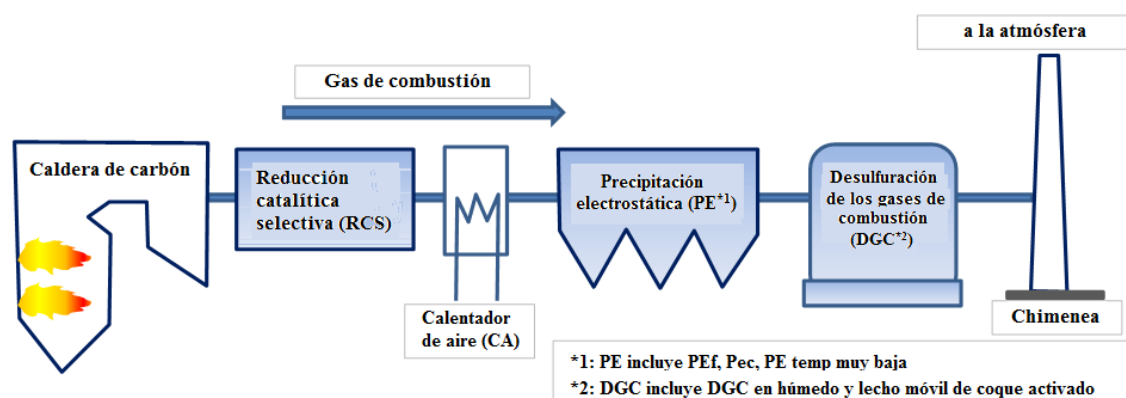 a la atmósfera
Gas de combustión
Caldera de carbón
Reducción
catalítica
selectiva (RCS)
Calentador
de aire (CA)
Precipitación
electrostática (PE*1)
Desulfuración
de los gases de
combustión
(DGC*2)
Chimenea
*1: PE incluye PEf, Pec, PE temp muy baja
*2: DGC incluye DGC en húmedo y lecho móvil de coque activado